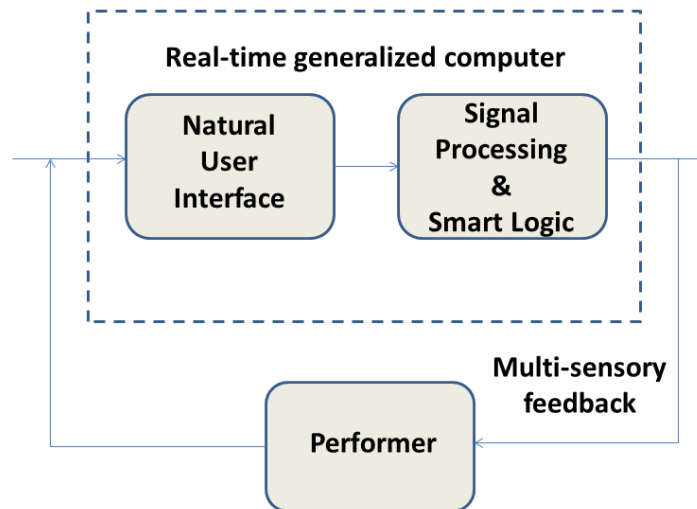 Real-time generalized computer
Natural
User
Interface
Signal
Processing
&
Smart Logic
Multi-sensory
feedback
Performer